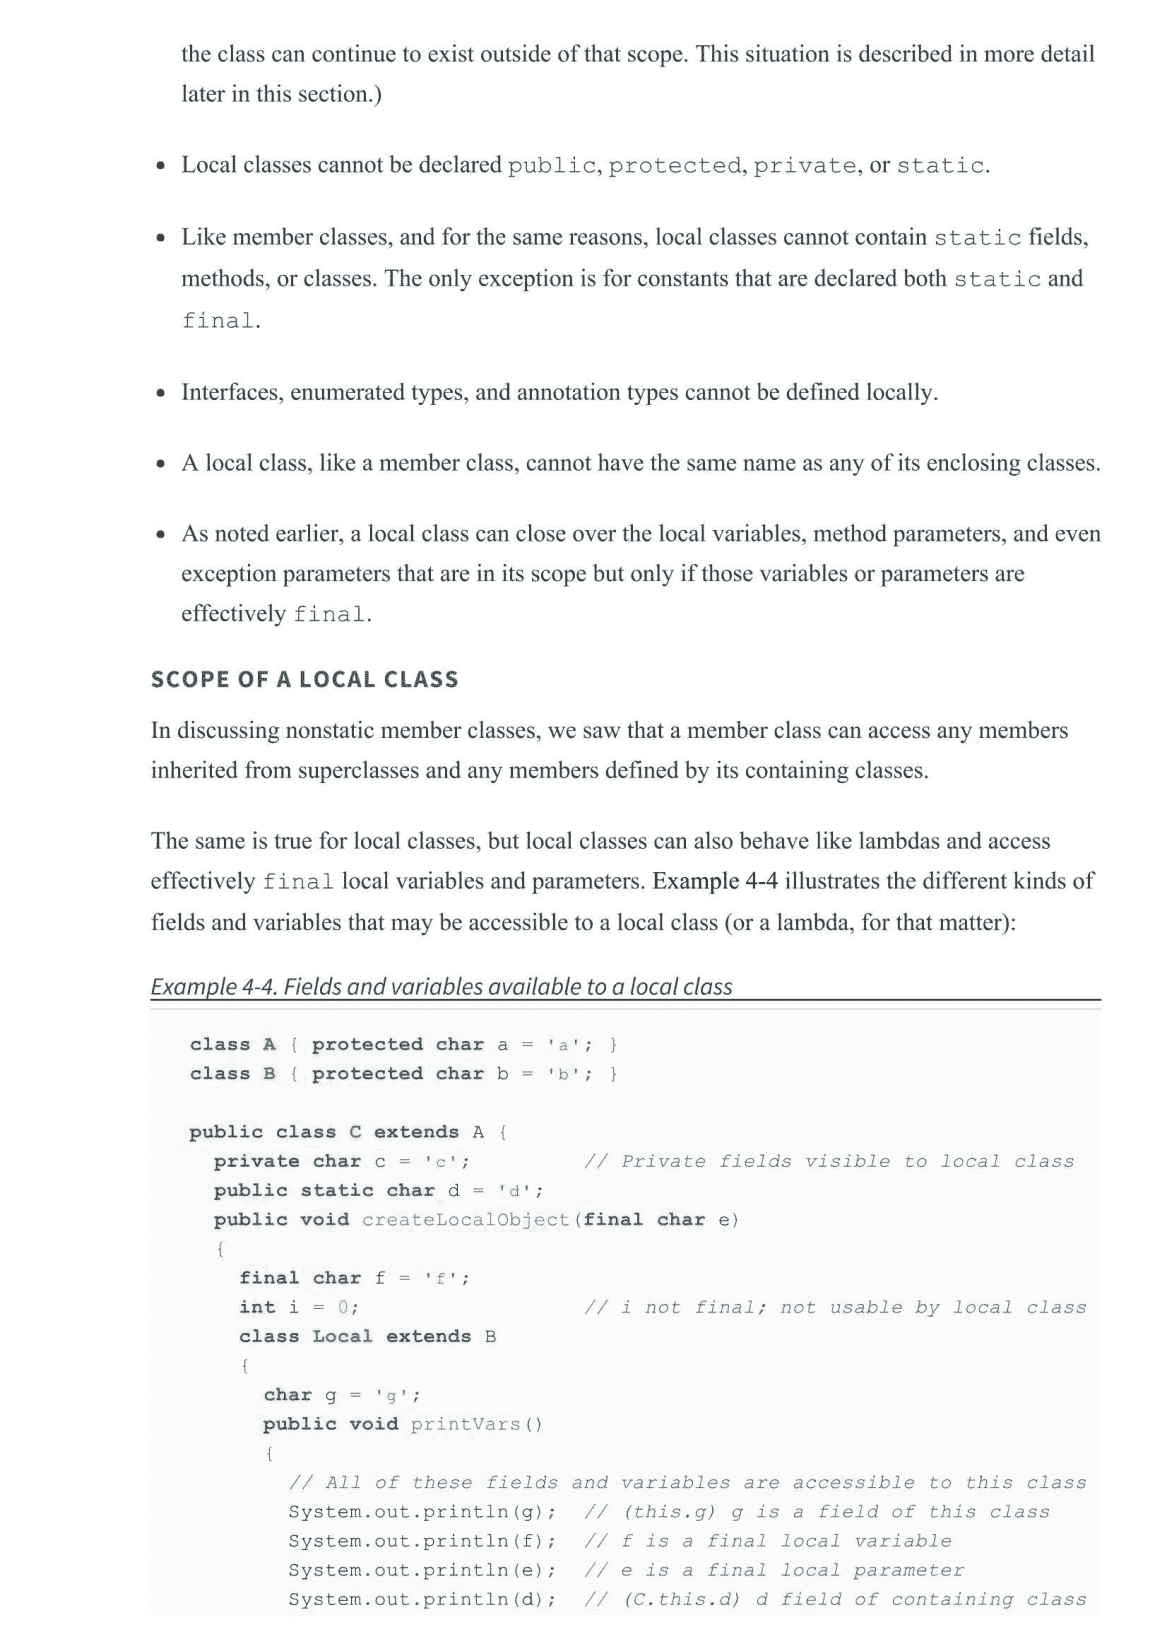 the class can continue to exist outside of that scope. This situation is described in more detail
later in this section.)
• Local classes cannot be declared public, protected, private, or static.
• Like member classes, and for the same reasons, local classes cannot contain static fields,
methods, or classes. The only exception is for constants that are declared both static and
final.
• Interfaces, enumerated types, and annotation types cannot be defined locally.
• A local class, like a member class, cannot have the same name as any of its enclosing classes.
• As noted earlier, a local class can close over the local variables, method parameters, and even
exception parameters that are in its scope but only if those variables or parameters are
effectively final.
SCOPE OF A LOCAL CLASS
In discussing nonstatic member classes, we saw that a member class can access any members
inherited from superclasses and any members defined by its containing classes.
The same is true for local classes, but local classes can also behave like lambdas and access
effectively final local variables and parameters. Example 4-4 illustrates the different kinds of
fields and variables that may be accessible to a local class (or a lambda, for that matter):
Example 4-4. Fields and variables available to a local class
class A { protected char a = 'a'; }
class B { protected char b = 'b'; }
public class C extends A {
private char c = 'c'; // Private fields visible to local class
public static char d = 'd';
public void createLocalObject(final char e)
{
final char f = 'f';
int i = 0; // i not final; not usable by local class
class Local extends B
{
char g = 'g';
public void printVars()
{
// All of these fields and variables are accessible to this class
System.out.println(g); // (this.g) g is a field of this class
System.out.println(f); // f is a final local variable
System.out.println(e); // e is a final local parameter
System.out.println(d); // (C.this.d) d field of containing class